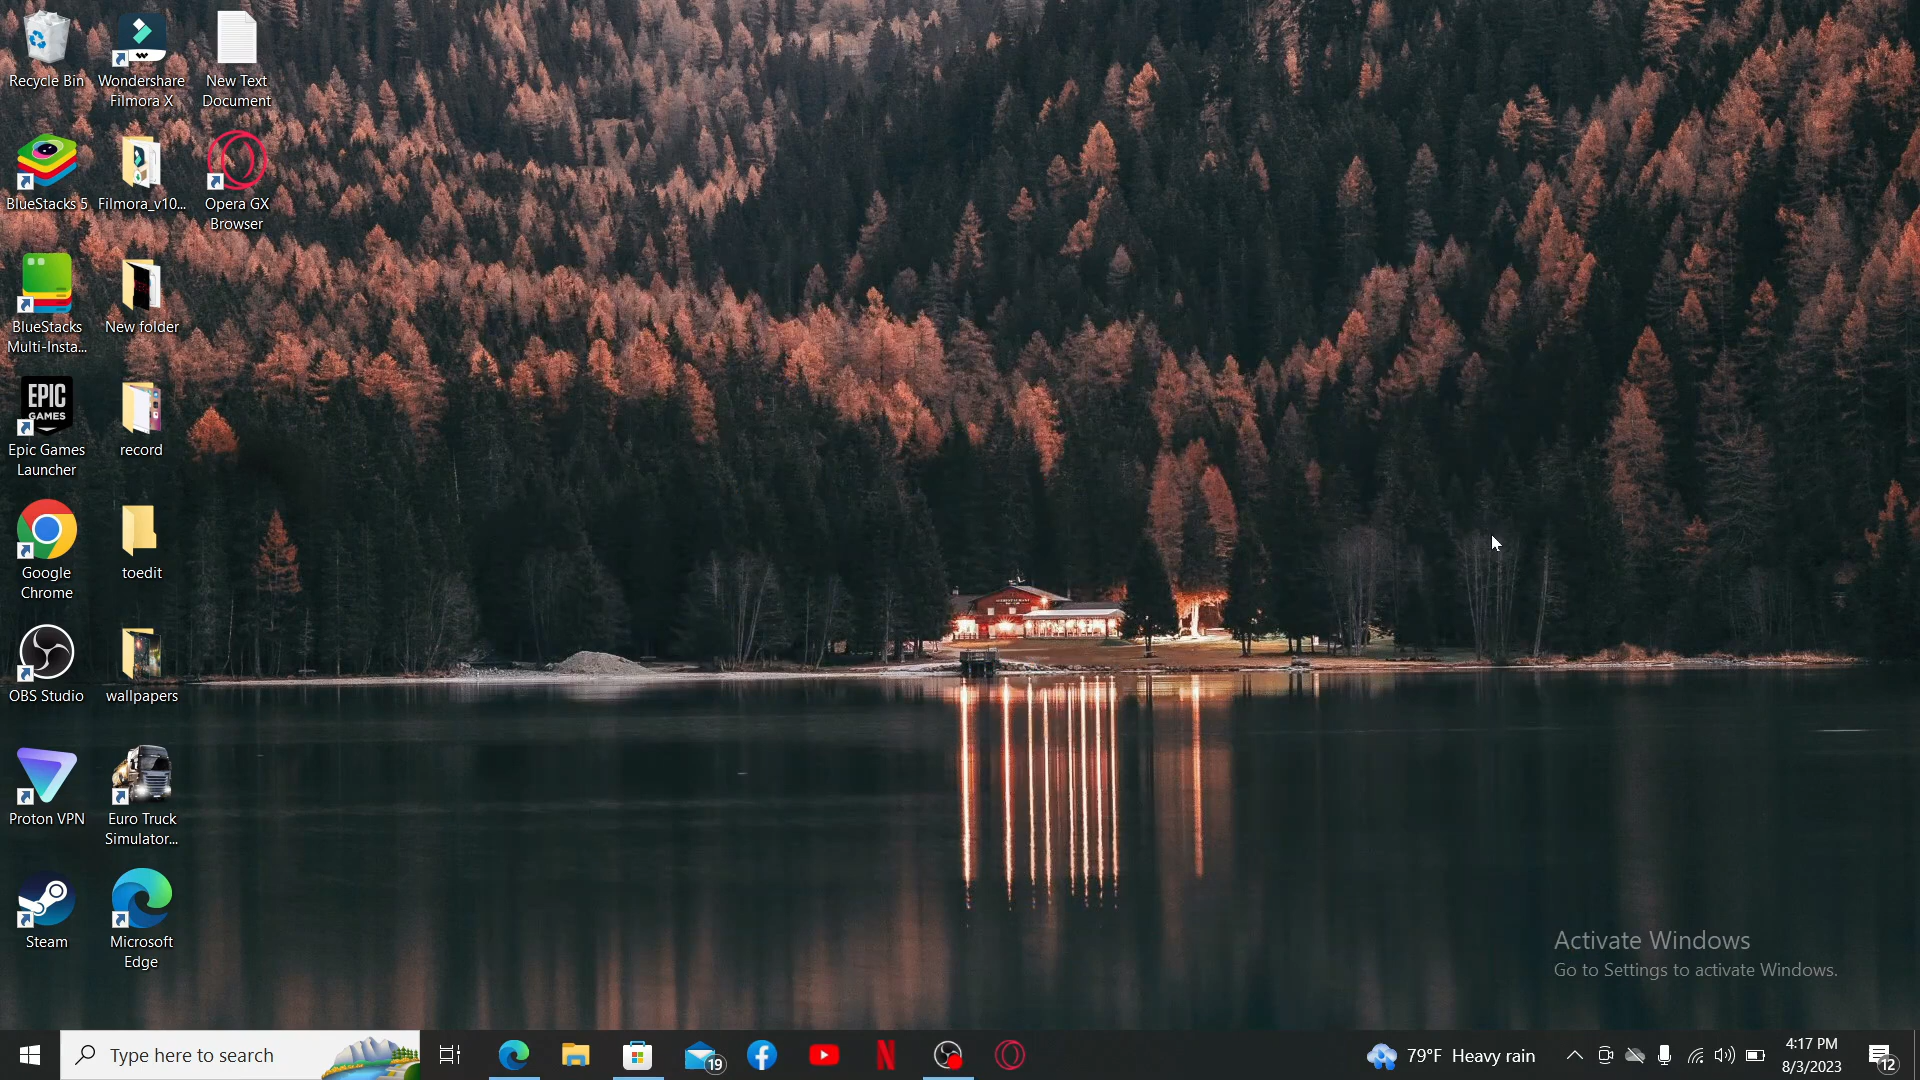 Recycle Bin
Wondershare
Filmora X
New Text
Document
BlueStacks 5
Filmora_v10...
Opera GX
Browser
BlueStacks
Multi-Insta...
New folder
EPIC
GAMES
Epic Games
Launcher
record
Google
Chrome
toedit
OBS Studio
wallpapers
Proton VPN
Euro Truck
Simulator...
Steam
Microsoft
Edge
Activate Windows
Go to Settings to activate Windows.
Type here to search
19
N
79°F Heavy rain
4:17 PM
8/3/2023
12